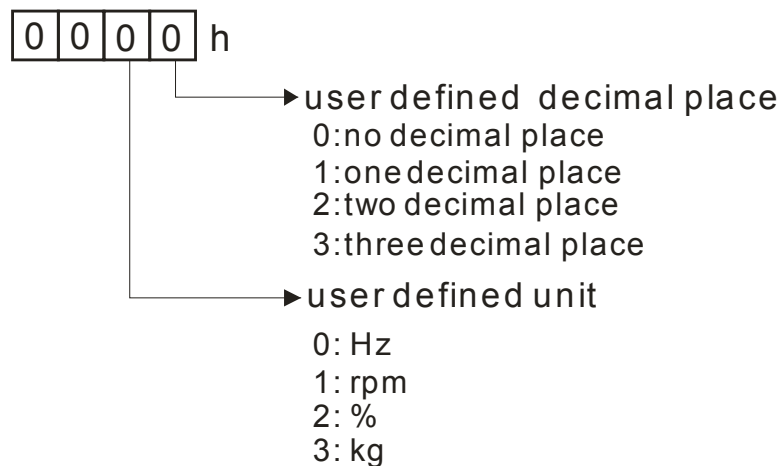 0 0 0 0 h
user defined decimal place
0:no decimal place
1:one decimal place
2:two decimal place
3:three decimal place
user defined unit
0: Hz
1: rpm
2: %
3: kg